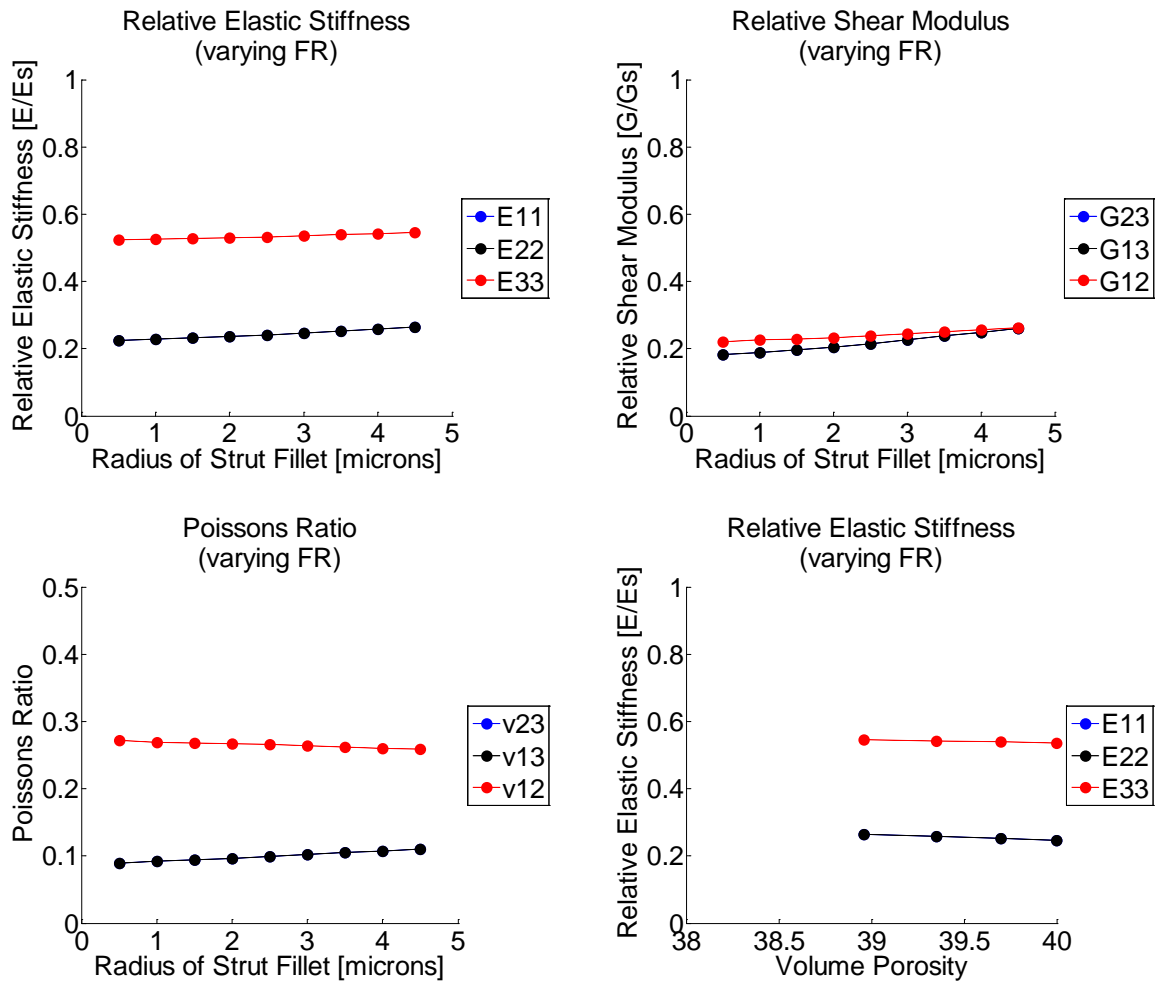 Relative Elastic Stiffness
(varying FR)
Relative Elastic Stiffness [E/Es]
1
0.8
0.6
0.4
0.2
0
0
1
2
3
4
5
Radius of Strut Fillet [microns]
E11
E22
E33
Relative Shear Modulus
(varying FR)
Relative Shear Modulus [G/Gs]
1
0.8
0.6
0.4
0.2
0
0
1
2
3
4
5
Radius of Strut Fillet [microns]
G23
G13
G12
Poissons Ratio
(varying FR)
Poissons Ratio
0.5
0.4
0.3
0.2
0.1
0
0
1
2
3
4
5
Radius of Strut Fillet [microns]
v23
v13
v12
Relative Elastic Stiffness
(varying FR)
Relative Elastic Stiffness [E/Es]
1
0.8
0.6
0.4
0.2
0
38
38.5
39
39.5
40
Volume Porosity
E11
E22
E33